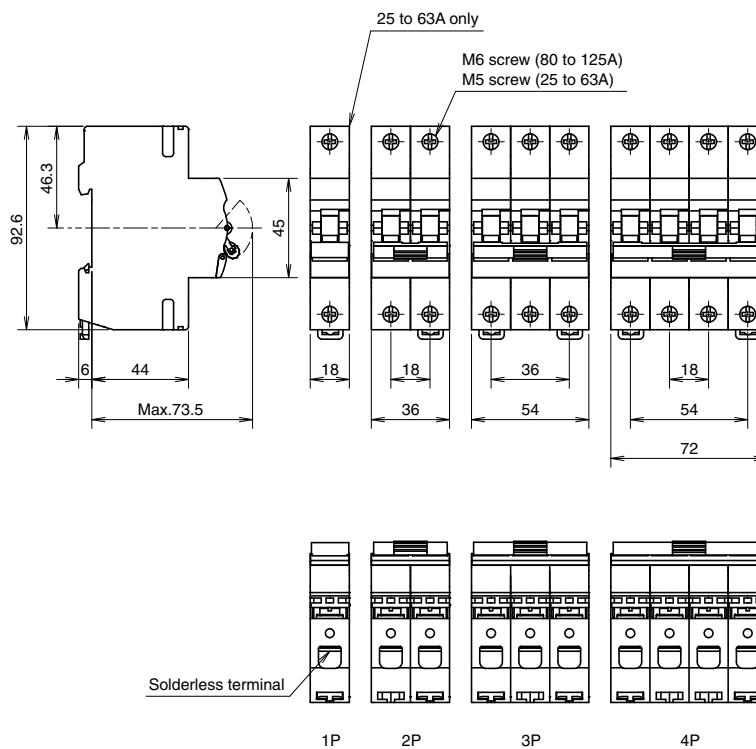 25 to 63A only
M6 screw (80 to 125A)
M5 screw (25 to 63A)
92.6
46.3
45
6
44
18
18
36
18
Max.73.5
36
54
54
72
Solderless terminal
1P
2P
3P
4P